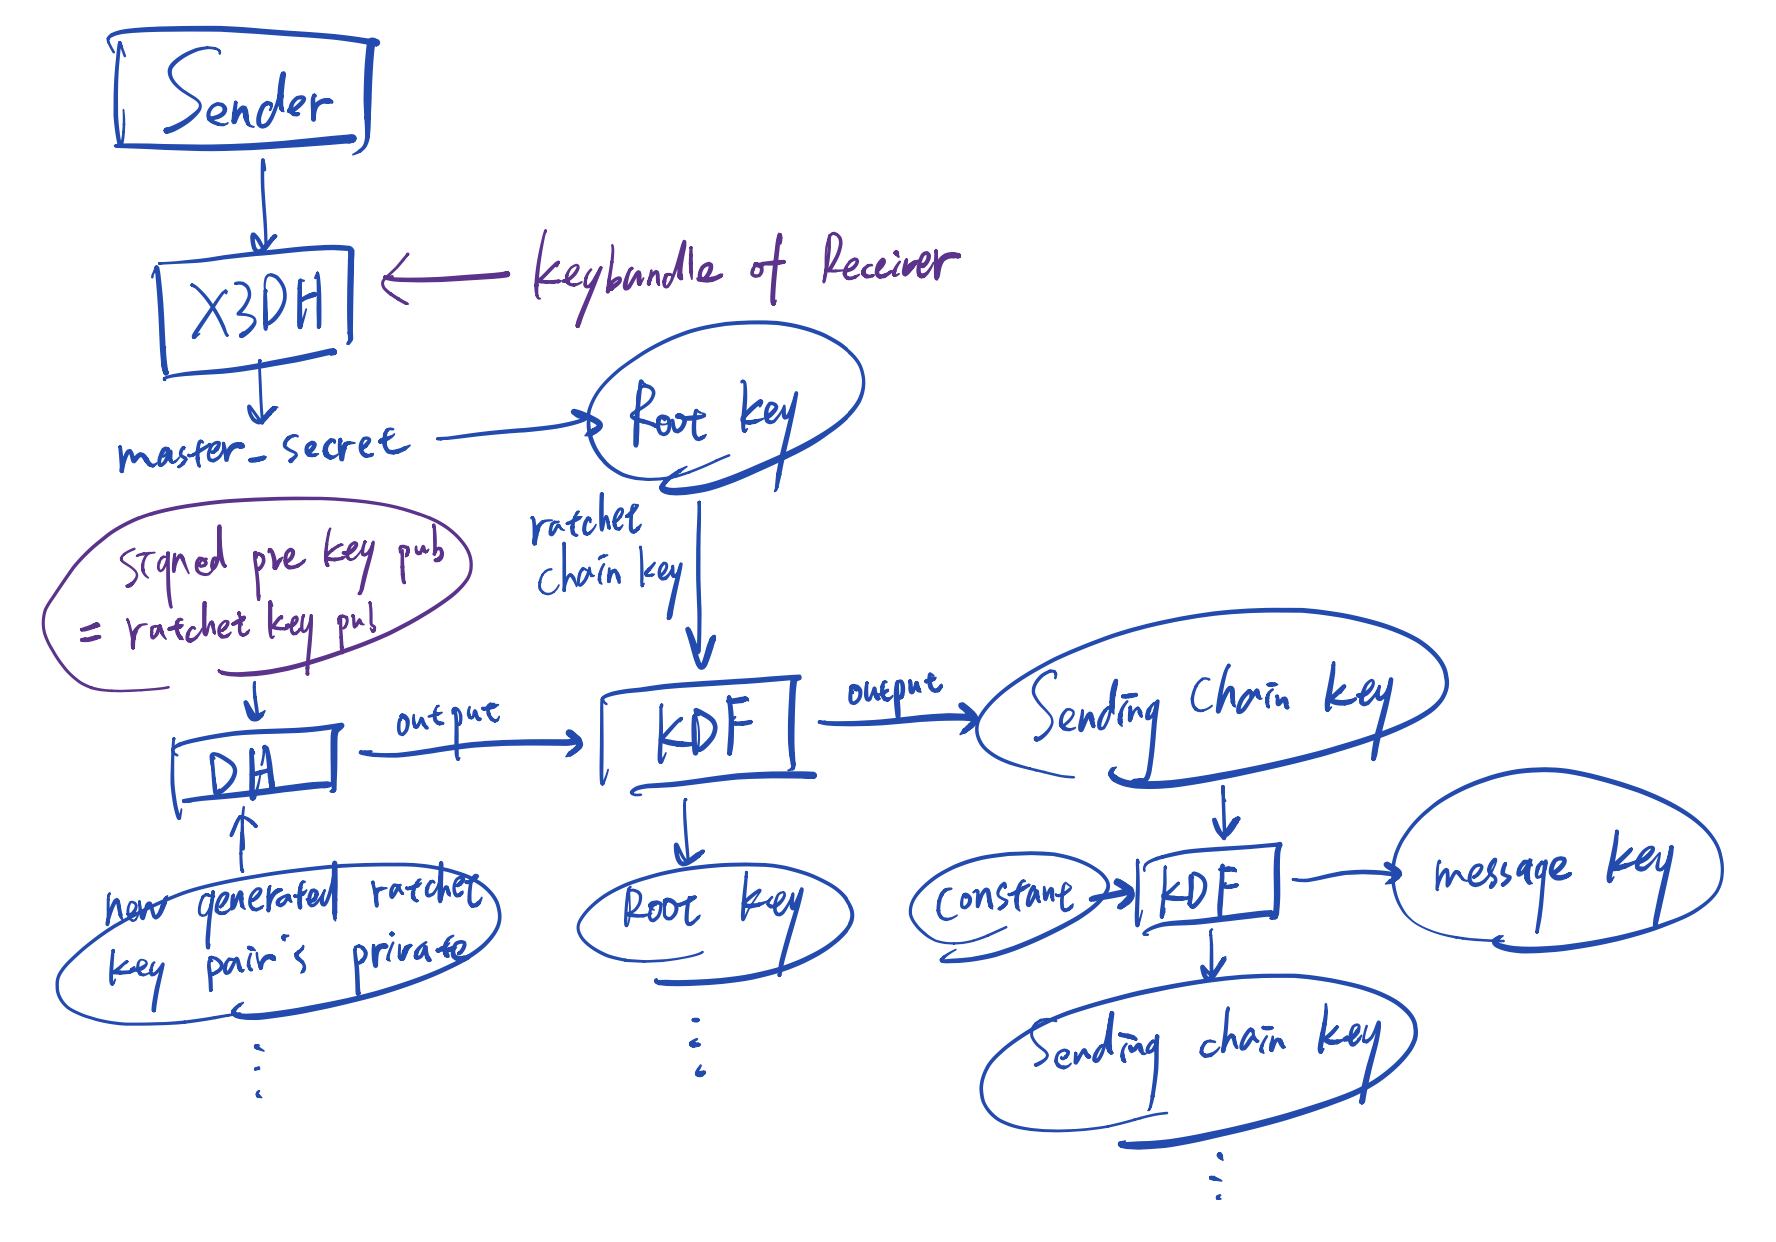 Sender
X3DH
keybandle of Receiver
master_secret
Root key
ratchet
chain key
signed pre key pub
= ratchet key pub
DH
output
KDF
output
Sending Chain key
new generated ratchet
key pair's private
Root key
Constant
KDF
message key
Sending chain key